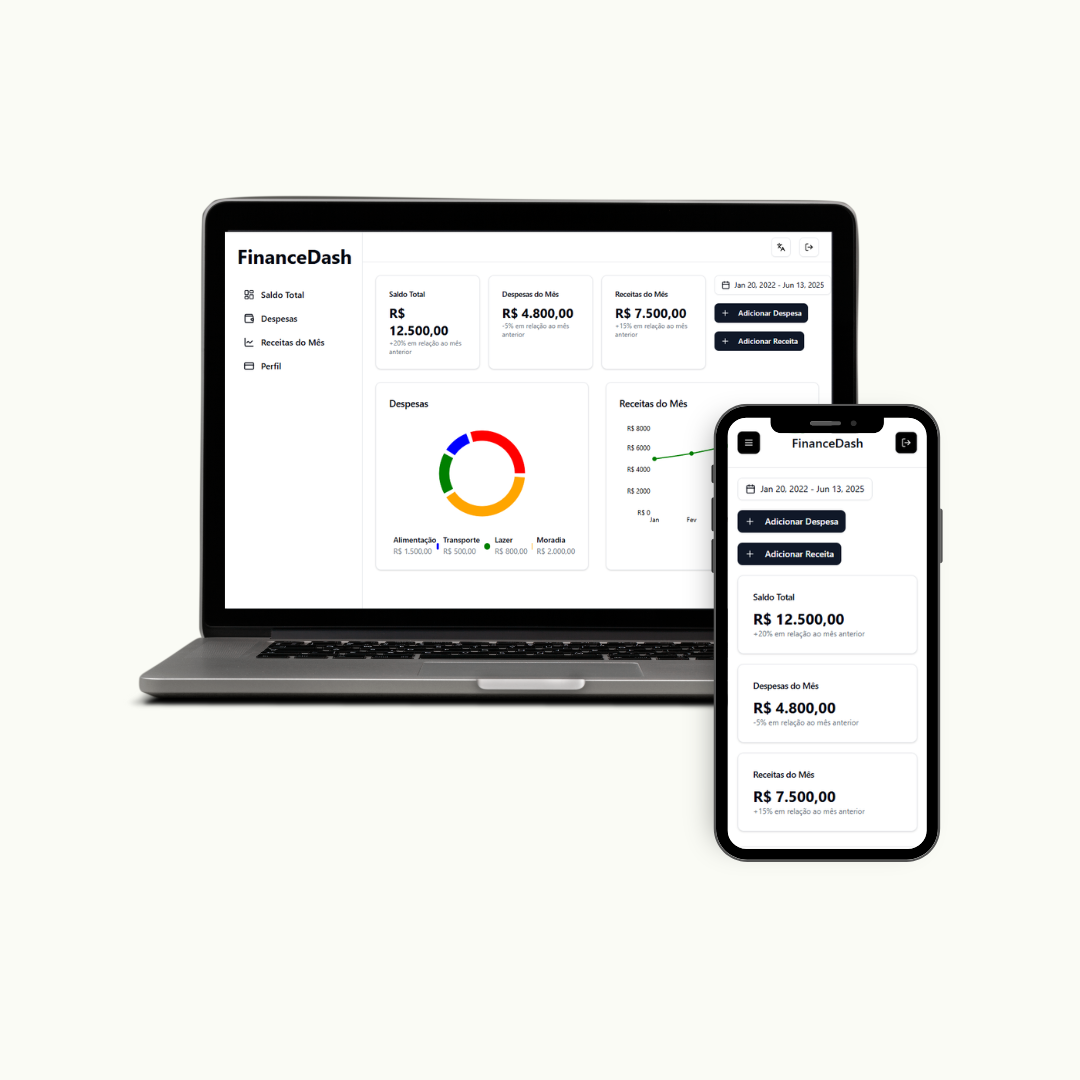 FinanceDash
Saldo Total
Despesas
Receitas do Mês
Perfil
Saldo Total
R$
12.500,00
+20% em relação ao mês
anterior
Despesas do Mês
R$ 4.800,00
-5% em relação ao mês
anterior
Receitas do Mês
R$ 7.500,00
+15% em relação ao mês
anterior
Jan 20, 2022 - Jun 13, 2025
+ Adicionar Despesa
+ Adicionar Receita
Despesas
Alimentação Transporte Lazer Moradia
R$ 1.500,00 R$ 500,00 R$ 800,00 R$ 2.000,00
Receitas do Mês
R$ 8000
R$ 6000
R$ 4000
R$ 2000
R$ 0
Jan Fev
FinanceDash
Jan 20, 2022 - Jun 13, 2025
+ Adicionar Despesa
+ Adicionar Receita
Saldo Total
R$ 12.500,00
+20% em relação ao mês anterior
Despesas do Mês
R$ 4.800,00
-5% em relação ao mês anterior
Receitas do Mês
R$ 7.500,00
+15% em relação ao mês anterior